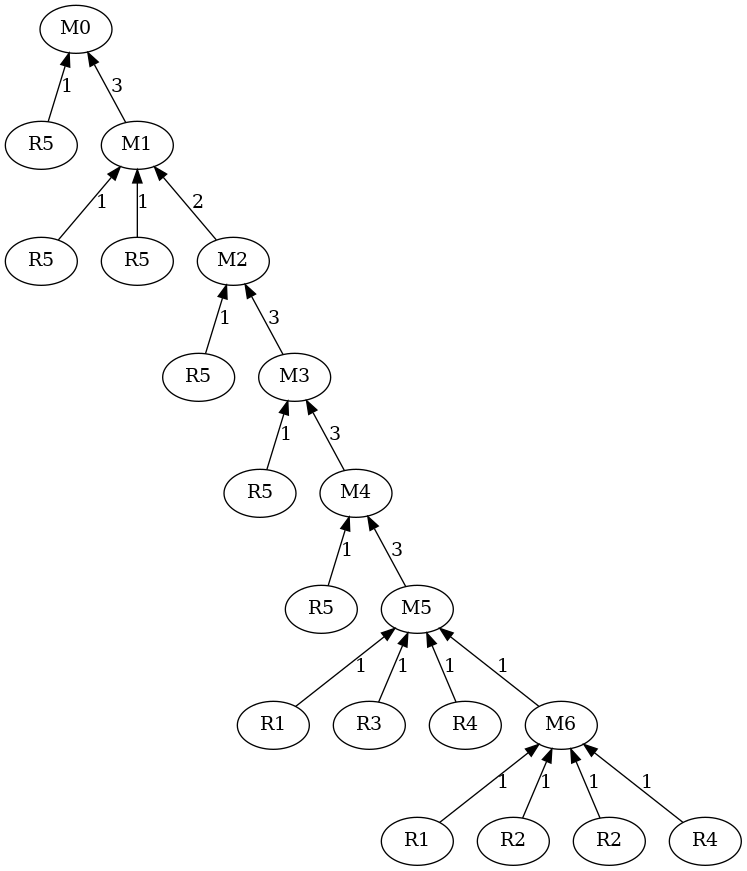 M0
1 3
R5 M1
1 1 2
R5 R5 M2
1 3
R5 M3
1 3
R5 M4
1 3
R5 M5
1 1 1 1
R1 R3 R4 M6
1 1 1 1
R1 R2 R2 R4